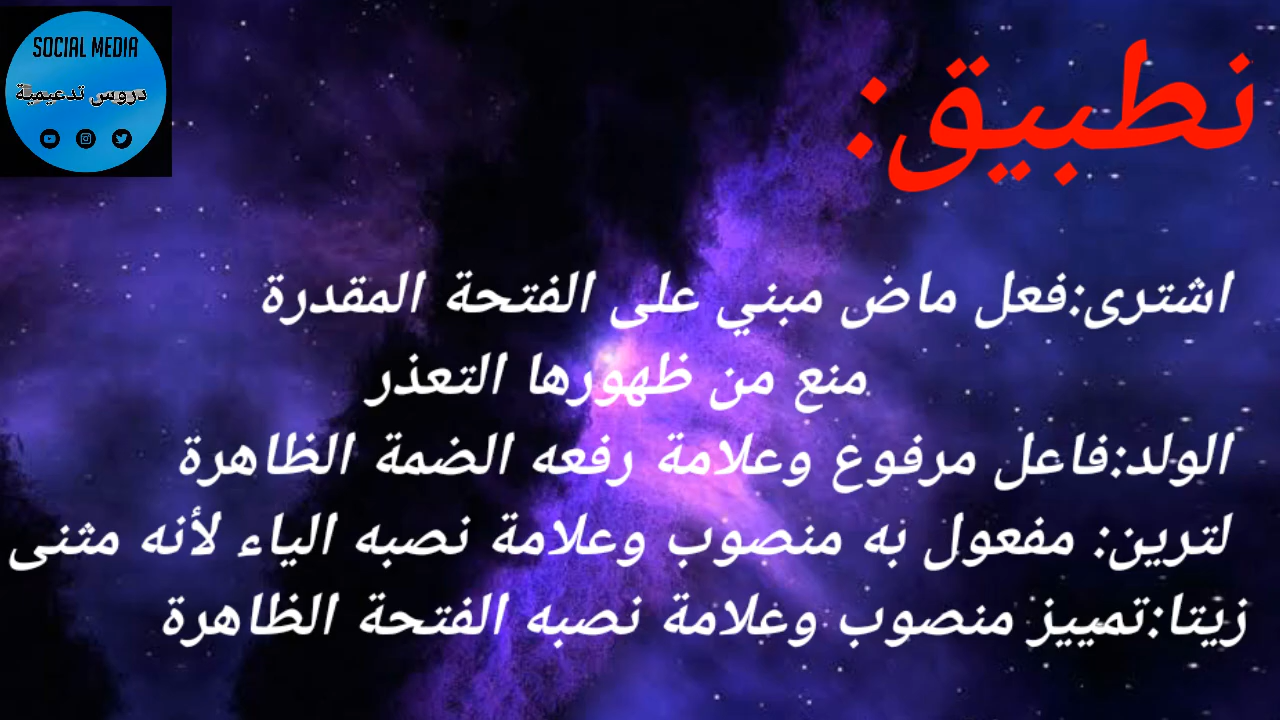 SOCIAL MEDIA
دروس تدعيمية
نطبيق:
اشترى:فعل ماض مبني على الفتحة المقدرة
منع من ظهورها التعذر
الولد:فاعل مرفوع وعلامة رفعه الضمة الظاهرة
لترين: مفعول به منصوب وعلامة نصبه الياء لأنه مثنى
زيتا:تمييز منصوب وعلامة نصبه الفتحة الظاهرة